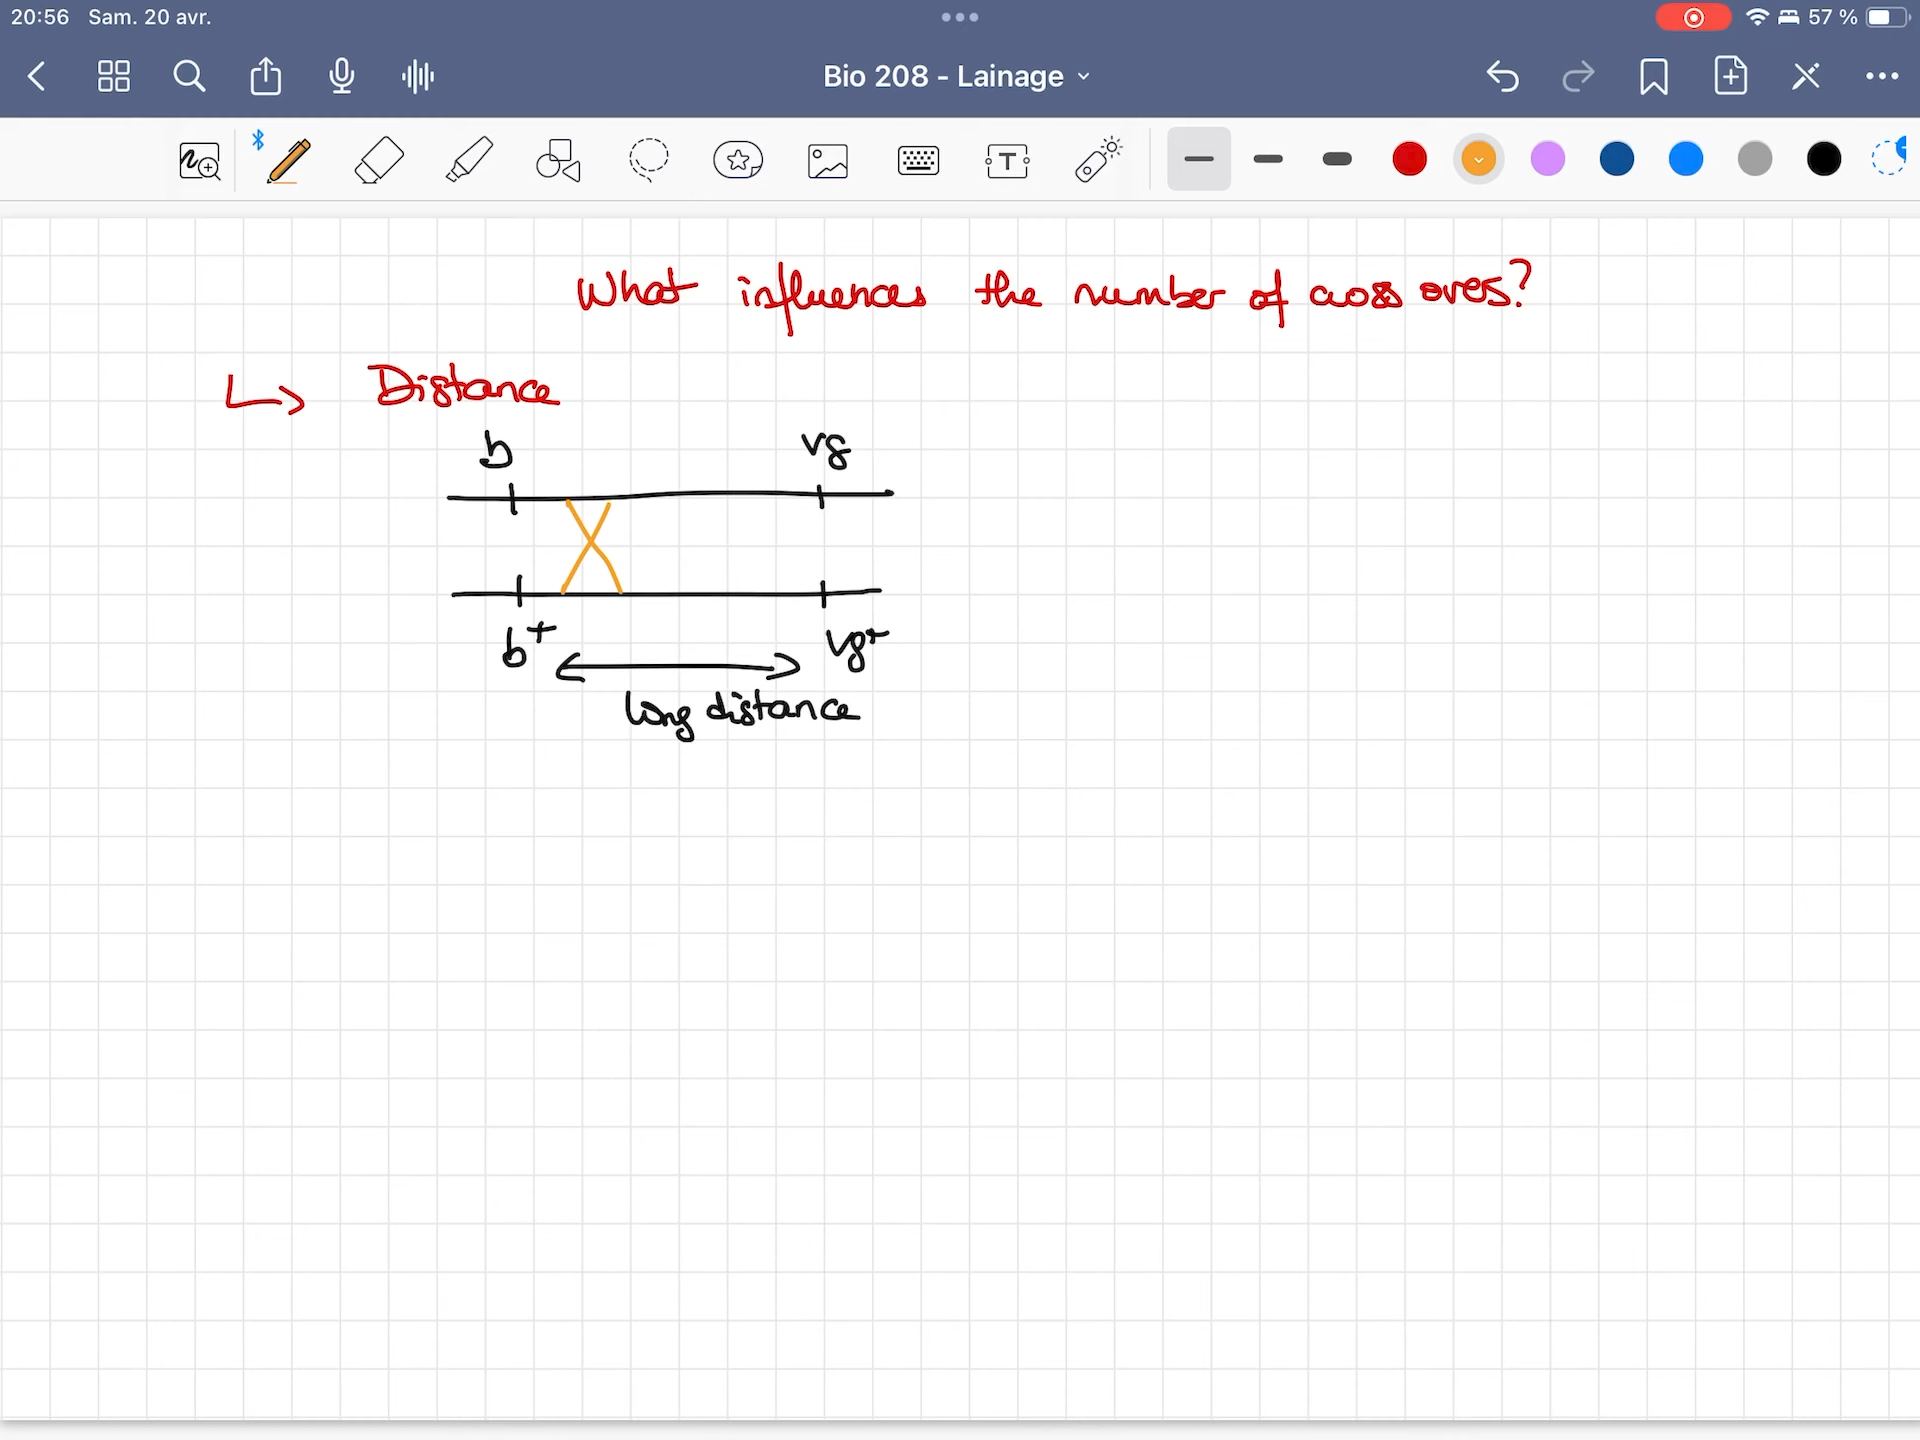 20:56 Sam. 20 avr.
57 %
Bio 208 - Lainage
T
What influences the number of cross overs?
Distance
b vg
b+ vg+
long distance